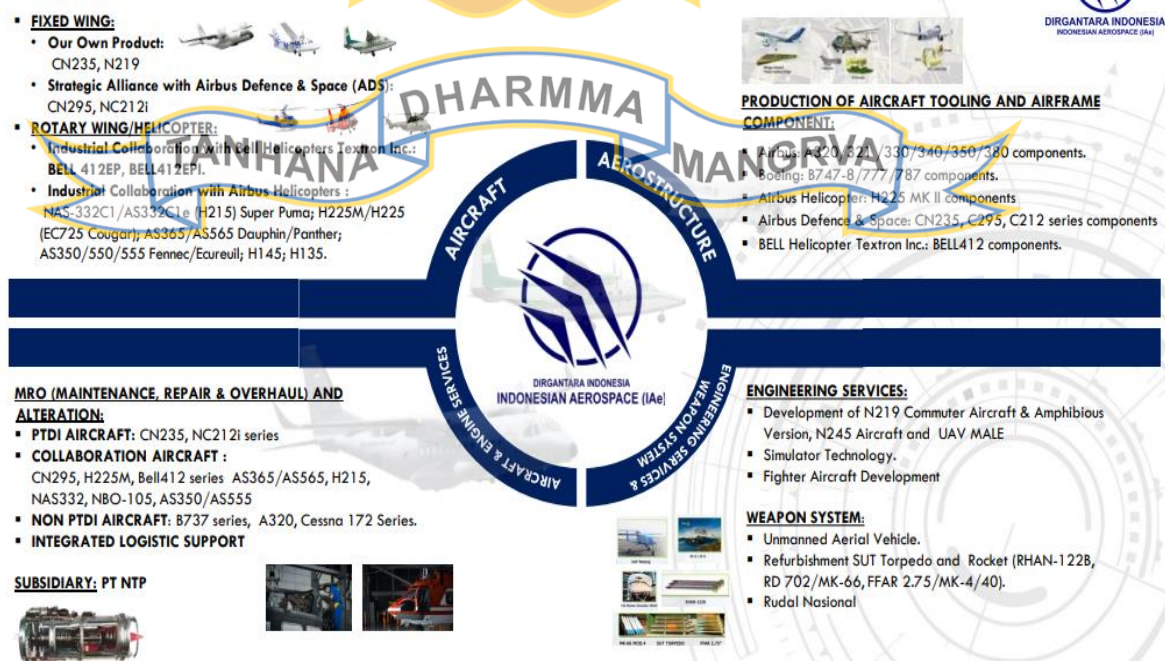 DIRGANTARA INDONESIA
INDONESIAN AEROSPACE (IAe)
TANHANA DHARMMA MANGRVA
▪ FIXED WING:
• Our Own Product:
CN235, N219
• Strategic Alliance with Airbus Defence & Space (ADS):
CN295, NC212i
▪ ROTARY WING/HELICOPTER:
• Industrial Collaboration with Bell Helicopters Textron Inc.:
BELL 412EP, BELL412EPI.
• Industrial Collaboration with Airbus Helicopters :
NAS-332C1/AS332C1e (H215) Super Puma; H225M/H225
(EC725 Cougar); AS365/AS565 Dauphin/Panther;
AS350/550/555 Fennec/Ecureuil; H145; H135.
PRODUCTION OF AIRCRAFT TOOLING AND AIRFRAME
COMPONENT:
▪ Airbus: A320/321/330/340/350/380 components.
▪ Boeing: B747-8/777/787 components.
▪ Airbus Helicopter: H225 MK II components
▪ Airbus Defence & Space: CN235, C295, C212 series components
▪ BELL Helicopter Textron Inc.: BELL412 components.
AIRCRAFT
AEROSTRUCTURE
AIRCRAFT & ENGINE SERVICES
ENGINEERING SERVICES &
WEAPON SYSTEM
DIRGANTARA INDONESIA
INDONESIAN AEROSPACE (IAe)
MRO (MAINTENANCE, REPAIR & OVERHAUL) AND
ALTERATION:
▪ PTDI AIRCRAFT: CN235, NC212i series
▪ COLLABORATION AIRCRAFT :
CN295, H225M, Bell412 series AS365/AS565, H215,
NAS332, NBO-105, AS350/AS555
▪ NON PTDI AIRCRAFT: B737 series, A320, Cessna 172 Series.
▪ INTEGRATED LOGISTIC SUPPORT
SUBSIDIARY: PT NTP
ENGINEERING SERVICES:
▪ Development of N219 Commuter Aircraft & Amphibious
Version, N245 Aircraft and UAV MALE
▪ Simulator Technology.
▪ Fighter Aircraft Development
WEAPON SYSTEM:
▪ Unmanned Aerial Vehicle.
▪ Refurbishment SUT Torpedo and Rocket (RHAN-122B,
RD 702/MK-66, FFAR 2.75/MK-4/40).
▪ Rudal Nasional
RHAN-122B
SUT TORPEDO
FFAR 2.75"